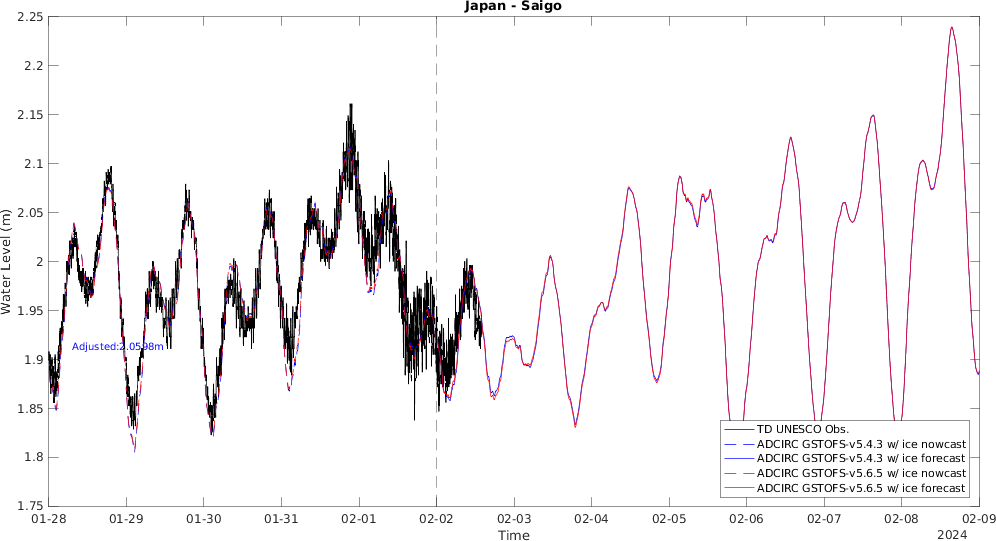 Japan - Saigo
2.25
2.2
2.15
2.1
2.05
2
1.95
1.9
1.85
1.8
1.75
Water Level (m)
Adjusted:2.0598m
TD UNESCO Obs.
ADCIRC GSTOFS-v5.4.3 w/ ice nowcast
ADCIRC GSTOFS-v5.4.3 w/ ice forecast
ADCIRC GSTOFS-v5.6.5 w/ ice nowcast
ADCIRC GSTOFS-v5.6.5 w/ ice forecast
01-28 01-29 01-30 01-31 02-01 02-02 02-03 02-04 02-05 02-06 02-07 02-08 02-09
Time
2024